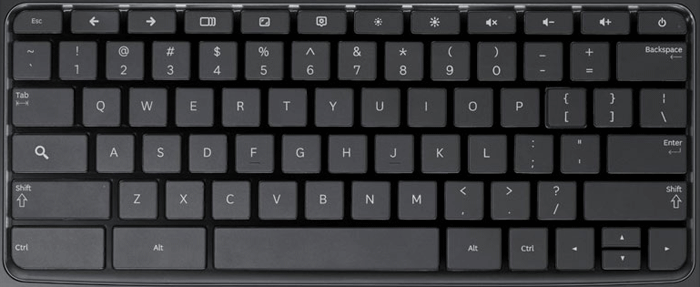 Esc
~ ! @ # $ % ^ & * ( ) _ + Backspace
` 1 2 3 4 5 6 7 8 9 0 - =
Tab Q W E R T Y U I O P { } ¦
[ ] \
A S D F G H J K L : " Enter
; '
Shift Z X C V B N M < > ? Shift
, . /
Ctrl Alt Alt Ctrl